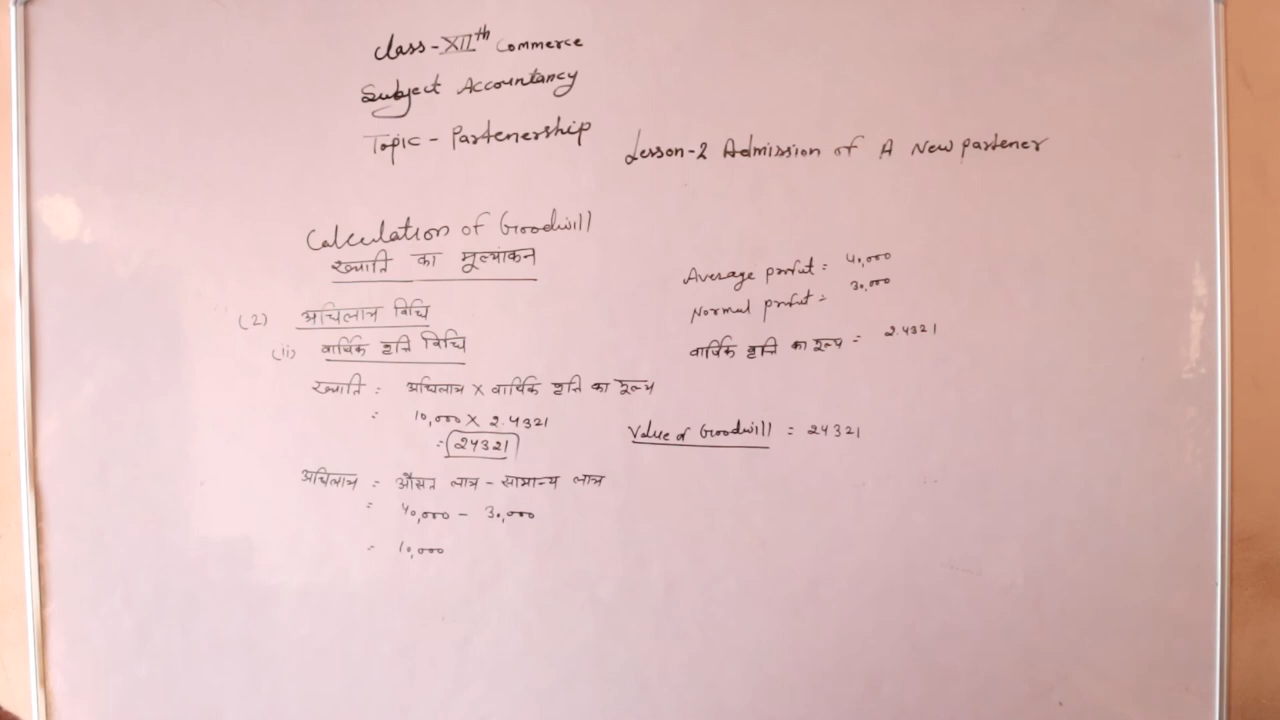 Class-XIIth Commerce
Subject Accountancy
Topic - Partenership
Lesson-2 Admission of A New partener
Calculation of Goodwill
ख्याति का मूल्यांकन
(2) अधिलाभ विधि
(ii) वार्षिक वृत्ति विधि
ख्याति = अधिलाभ X वार्षिक वृत्ति का मूल्य
= 10,000 X 2.4321
= 24321
अधिलाभ = औसत लाभ - सामान्य लाभ
= 40,000 - 30,000
= 10,000
Average profit = 40,000
Normal profit = 30,000
वार्षिक वृत्ति का मूल्य = 2.4321
Value of Goodwill = 24321